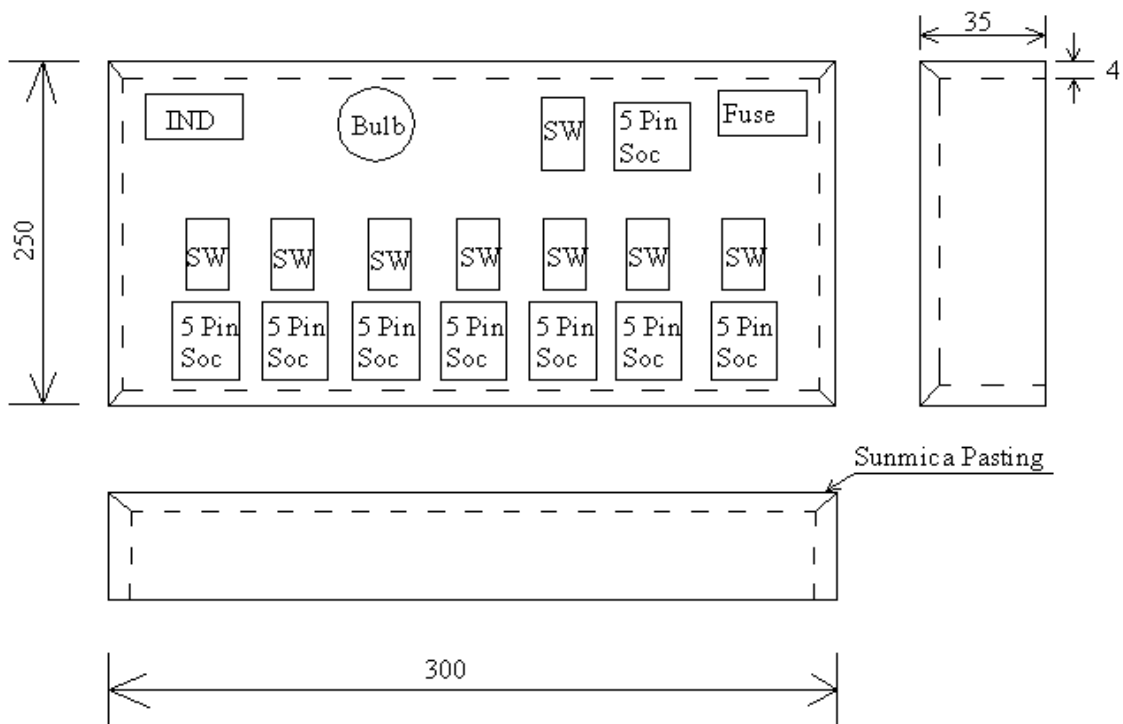 35
4
IND
Bulb
SW
5 Pin
Soc
Fuse
250
SW
SW
SW
SW
SW
SW
SW
5 Pin
Soc
5 Pin
Soc
5 Pin
Soc
5 Pin
Soc
5 Pin
Soc
5 Pin
Soc
5 Pin
Soc
Sunmica Pasting
300